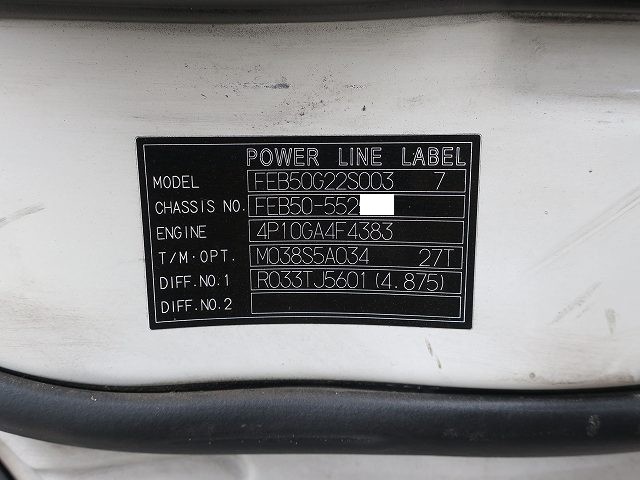 POWER LINE LABEL
MODEL FEB50G22S003 7
CHASSIS NO. FEB50-552
ENGINE 4P10GA4F4383
T/M·OPT. M038S5A034 27T
DIFF.NO.1 R033TJ5601(4.875)
DIFF.NO.2